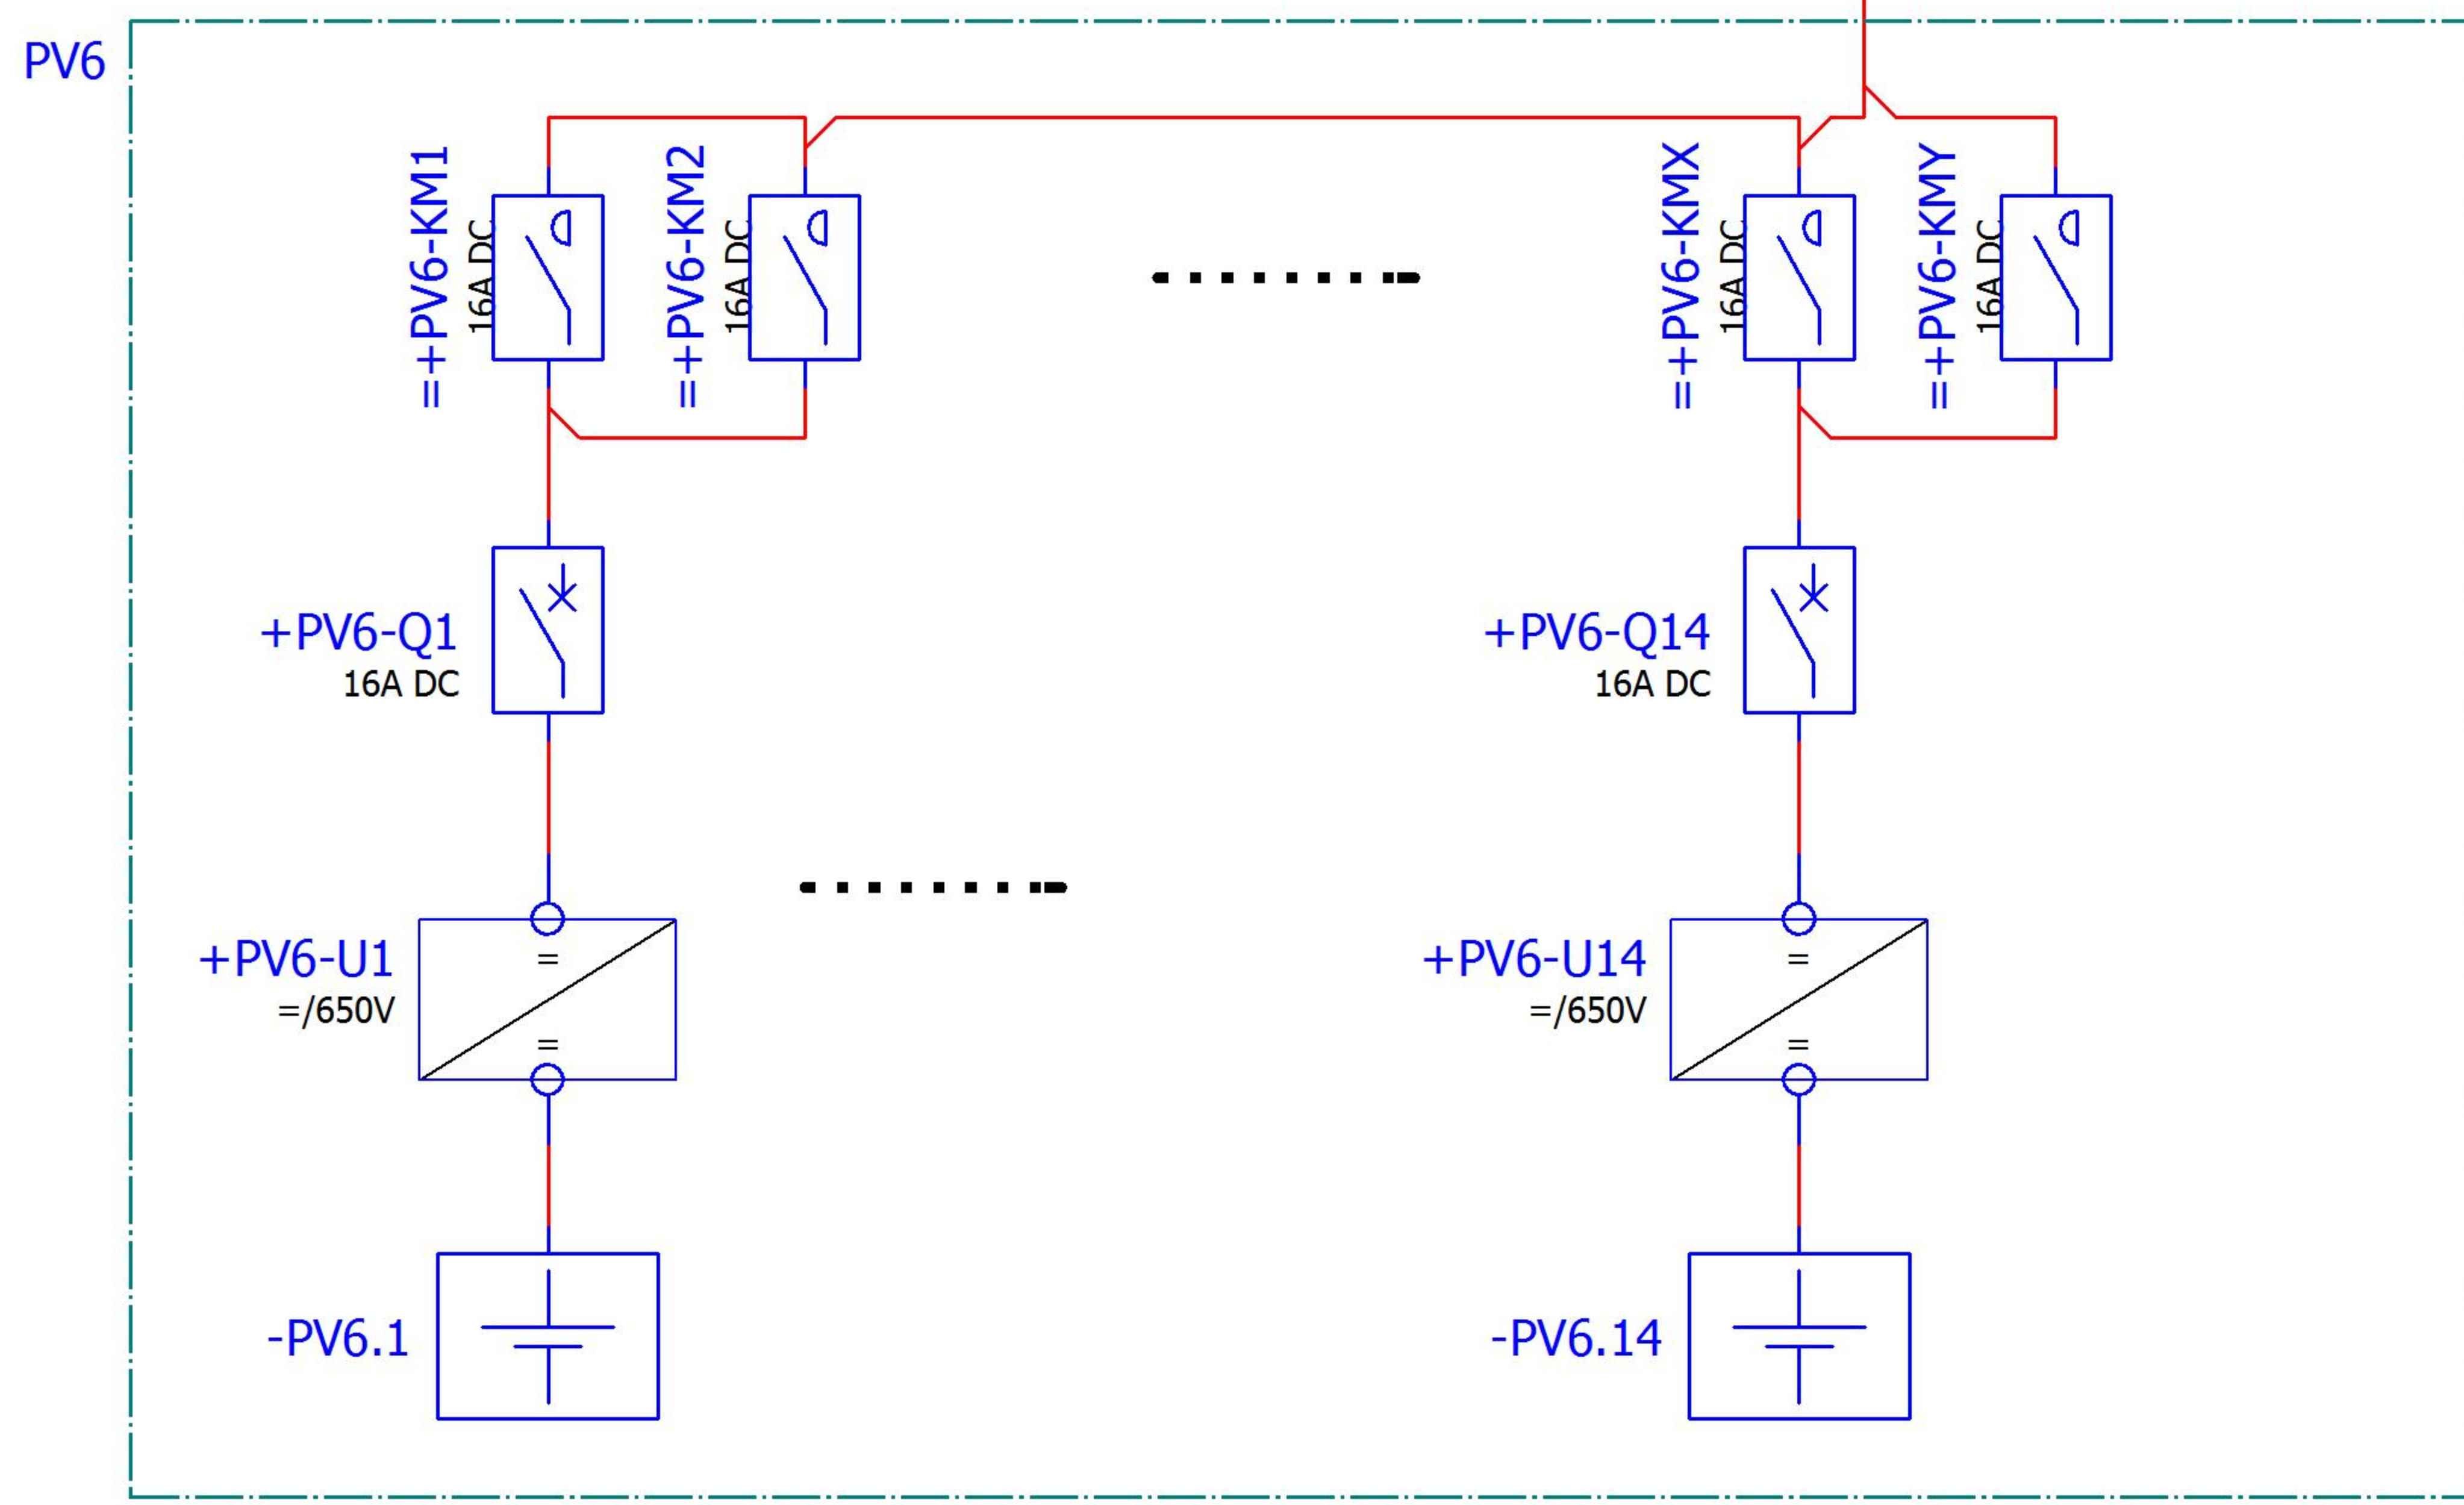 PV6
=+PV6-KM1
16A DC
=+PV6-KM2
16A DC
=+PV6-KMX
16A DC
=+PV6-KMY
16A DC
+PV6-Q1
16A DC
+PV6-Q14
16A DC
+PV6-U1
=/650V
=
=
+PV6-U14
=/650V
=
=
-PV6.1
-PV6.14